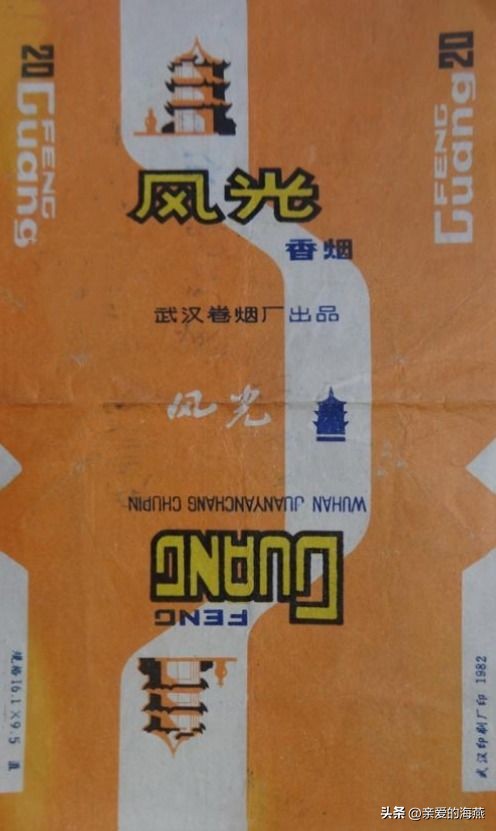 20
FENG
Guang
20
FENG
Guang
风光
香烟
武汉卷烟厂出品
风光
WUHAN JUANYANCHANG CHUPIN
GUANG
FENG
规格16.1×9.5
武汉印刷厂印 1982
头条 @亲爱的海燕